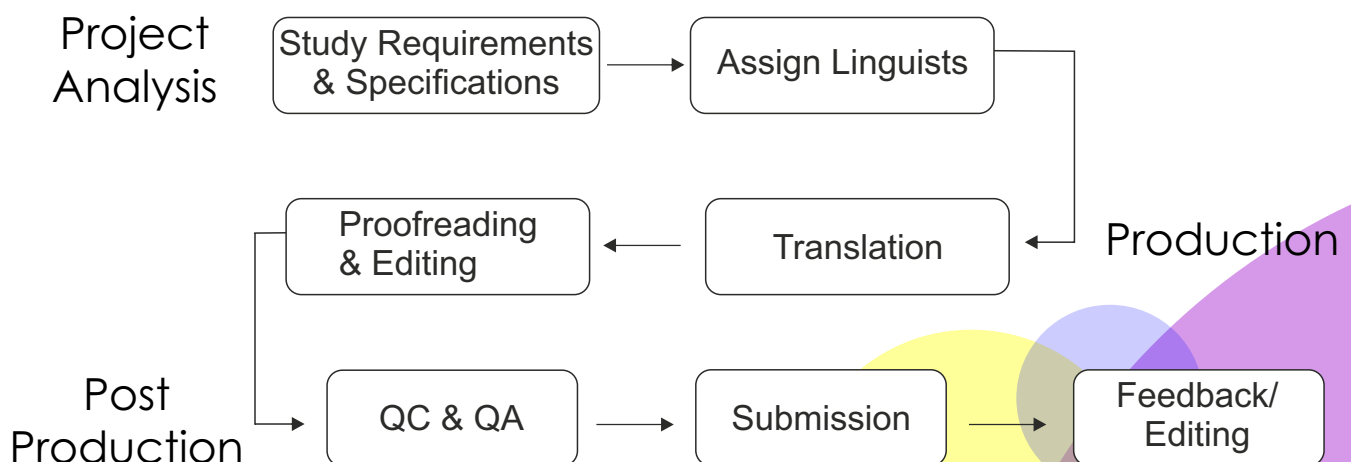 Project
Analysis
Study Requirements
& Specifications
Assign Linguists
Proofreading
& Editing
Translation
Production
Post
Production
QC & QA
Submission
Feedback/
Editing